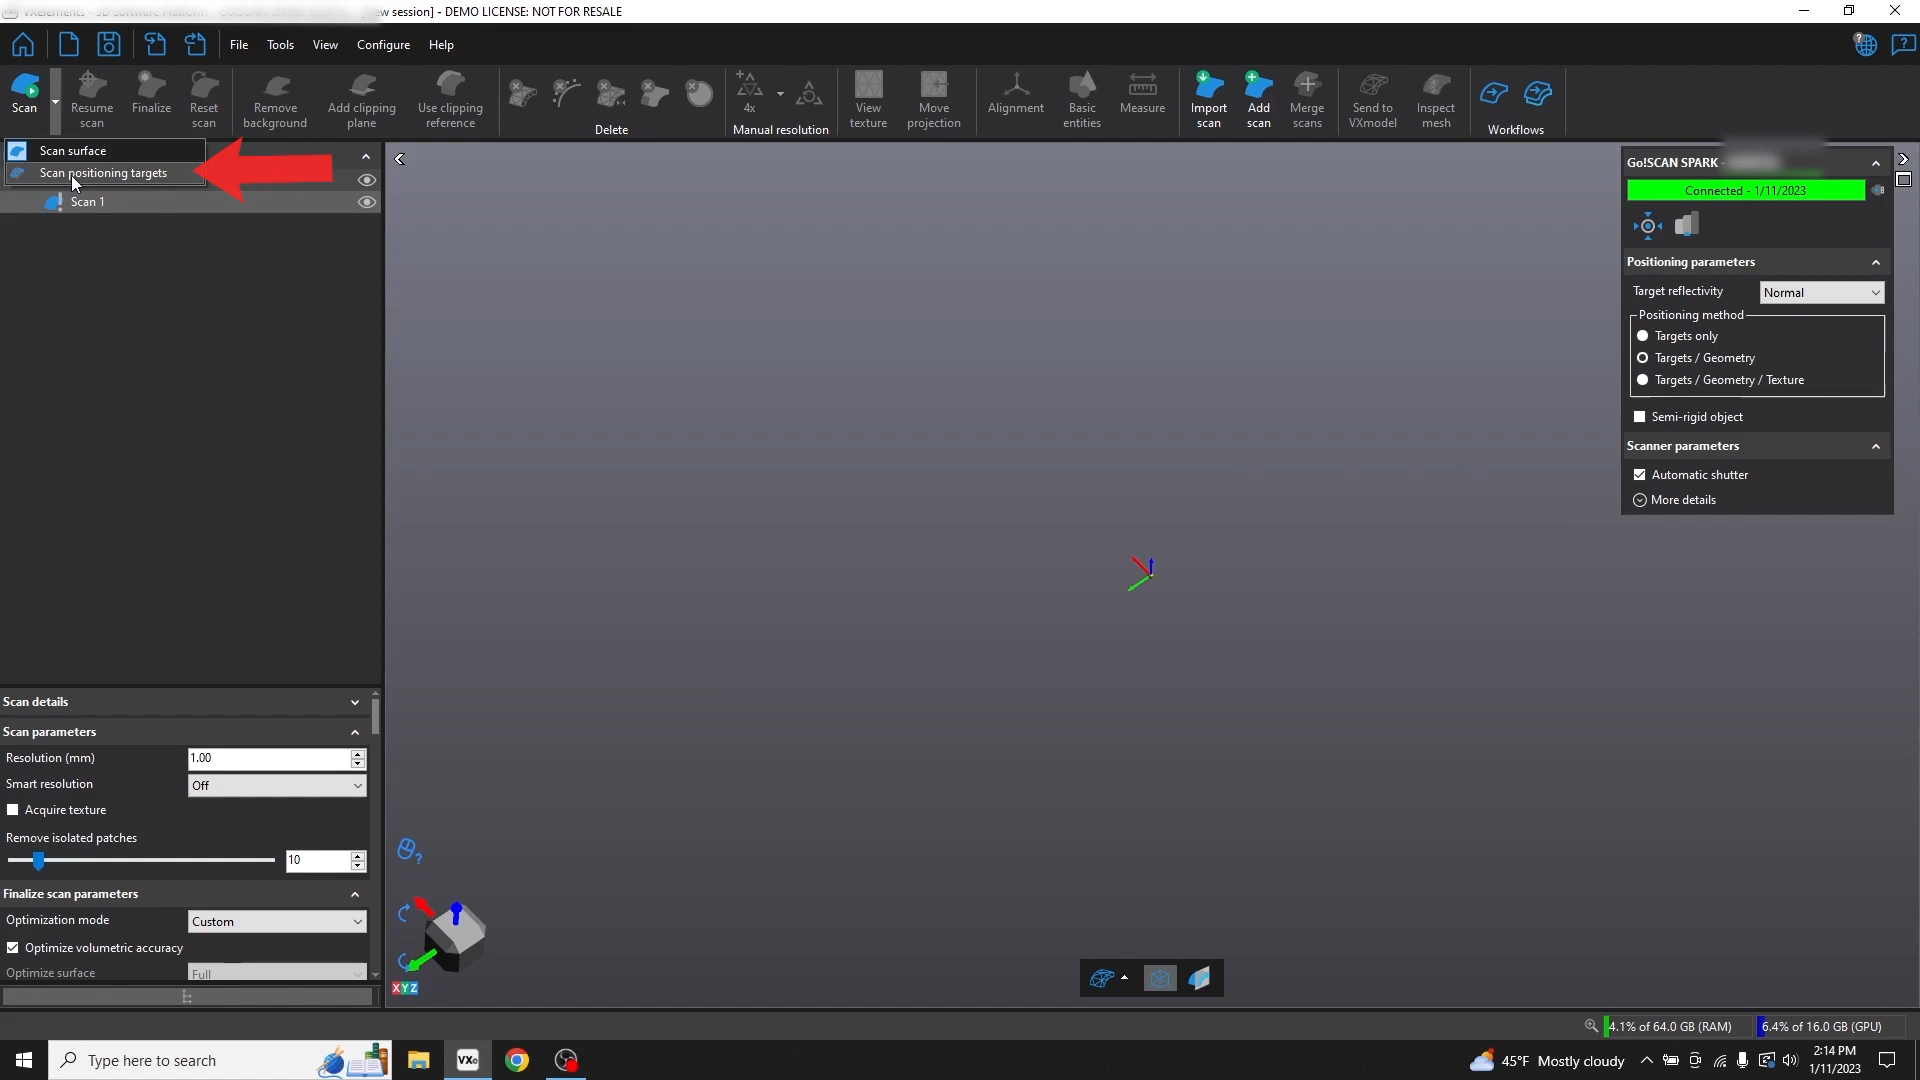 ew session] - DEMO LICENSE: NOT FOR RESALE
File Tools View Configure Help
Scan
Resume scan
Finalize
Reset scan
Remove background
Add clipping plane
Use clipping reference
Delete
4x
Manual resolution
View texture
Move projection
Alignment
Basic entities
Measure
Import scan
Add scan
Merge scans
Send to VXmodel
Inspect mesh
Workflows
Scan surface
Scan positioning targets
Scan 1
Go!SCAN SPARK -
Connected - 1/11/2023
Positioning parameters
Target reflectivity Normal
Positioning method
Targets only
Targets / Geometry
Targets / Geometry / Texture
Semi-rigid object
Scanner parameters
Automatic shutter
More details
Scan details
Scan parameters
Resolution (mm) 1.00
Smart resolution Off
Acquire texture
Remove isolated patches
10
Finalize scan parameters
Optimization mode Custom
Optimize volumetric accuracy
Optimize surface Full
XYZ
4.1% of 64.0 GB (RAM) 6.4% of 16.0 GB (GPU)
Type here to search
VXe
45°F Mostly cloudy
2:14 PM
1/11/2023